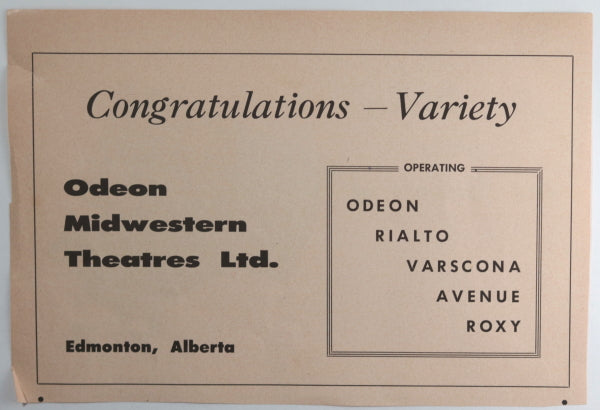 Congratulations – Variety
Odeon
Midwestern
Theatres Ltd.
Edmonton, Alberta
OPERATING
ODEON
RIALTO
VARSCONA
AVENUE
ROXY